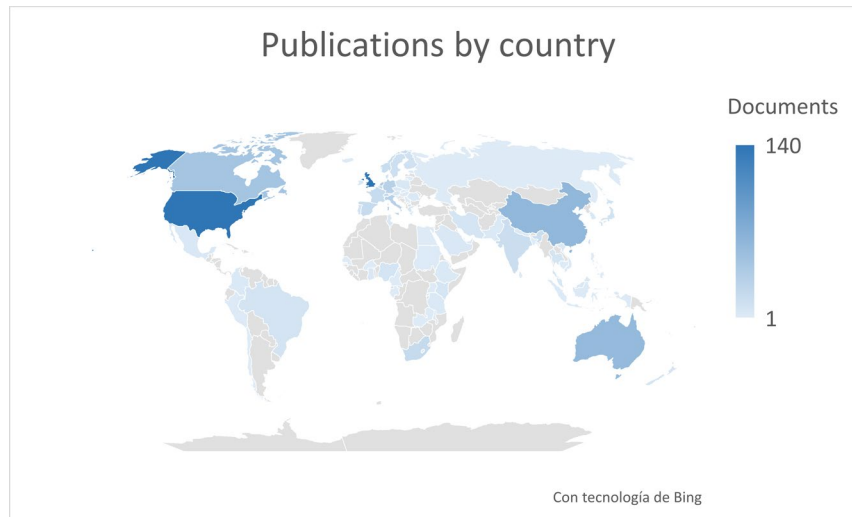 Publications by country
Documents
140
1
Con tecnología de Bing